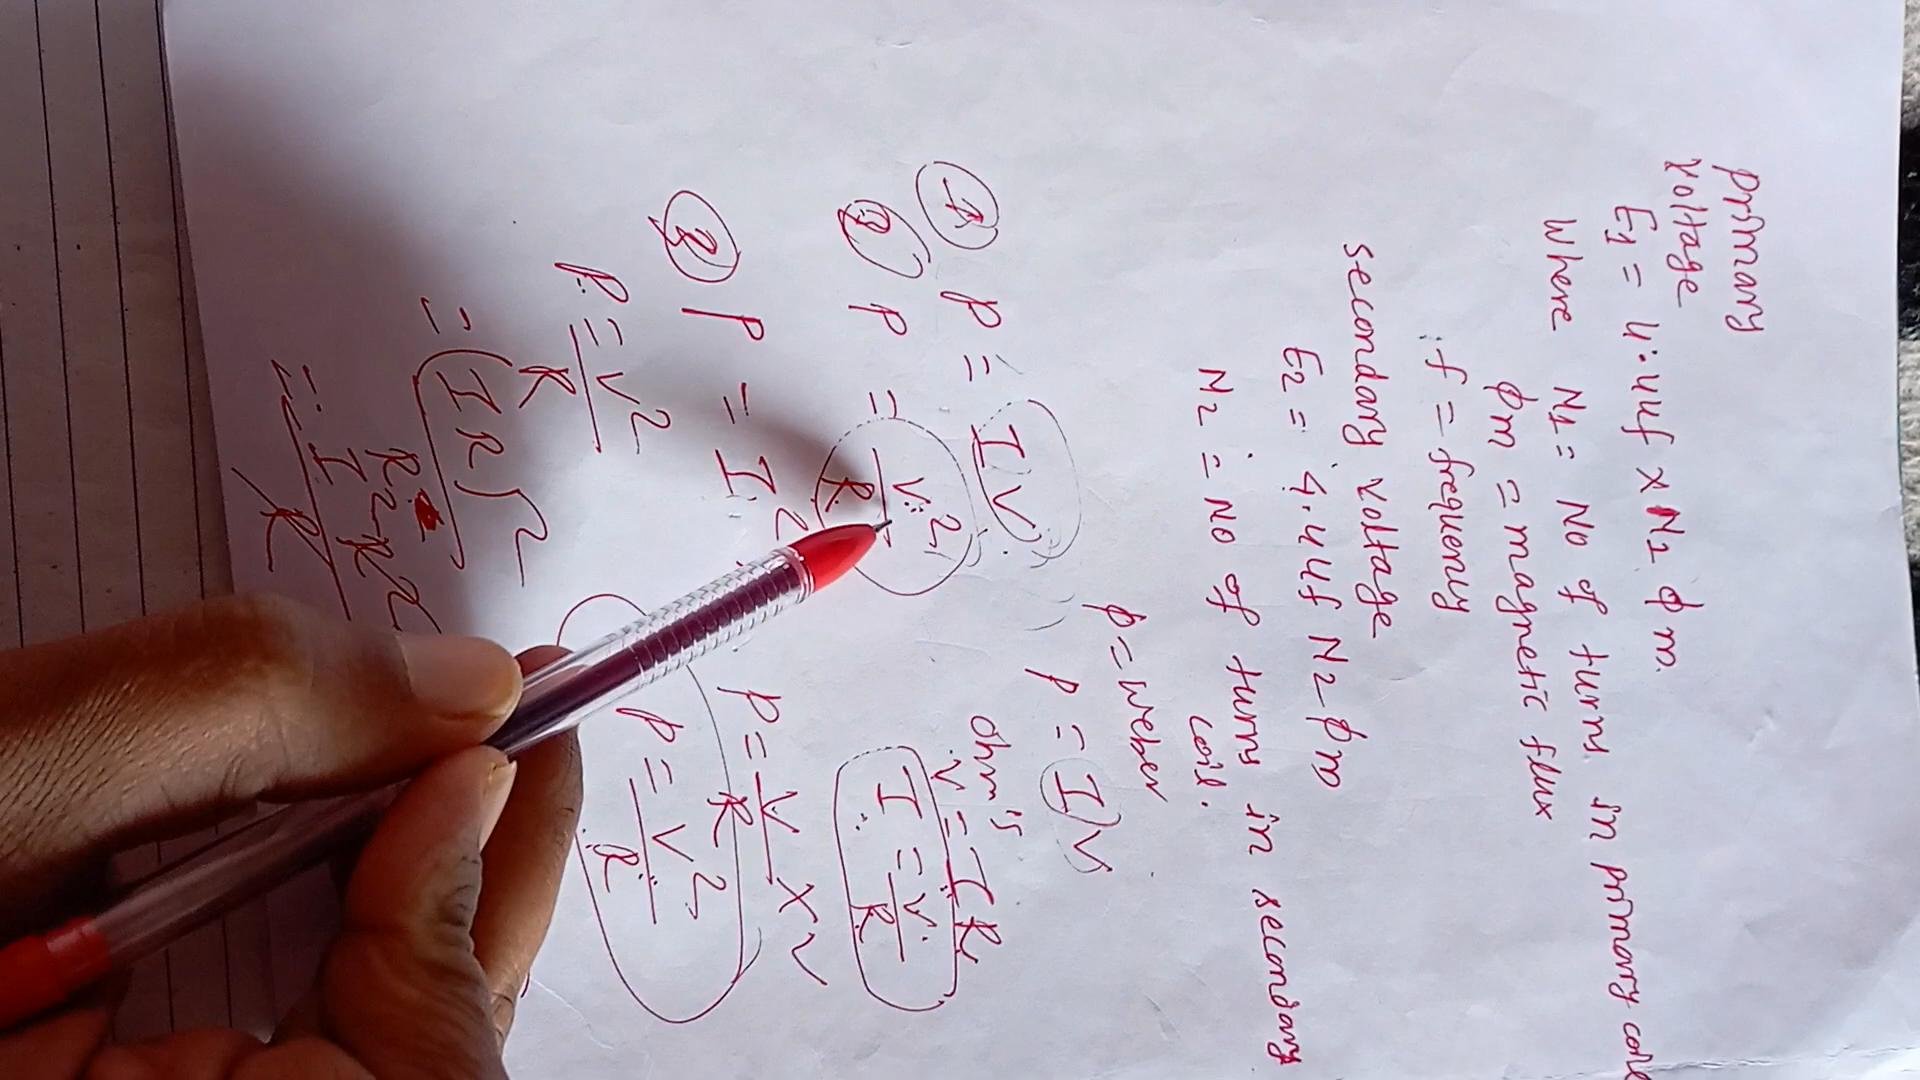 primary
voltage
E1 = 4.44f x N1 φm
Where N1 = No of turns in primary coil
φm = magnetic flux
f = frequency
secondary voltage
E2 = 4.44f N2 φm
N2 = No of turns in secondary
coil.
φ = weber
1 P = IV
P = IV
ohm's
V = IR
2 P = V²/R
I = V/R
3 P = I²
P = V/R x V
P = V²/R
P = V²/R
= (IR)²/R
= I²R²/R